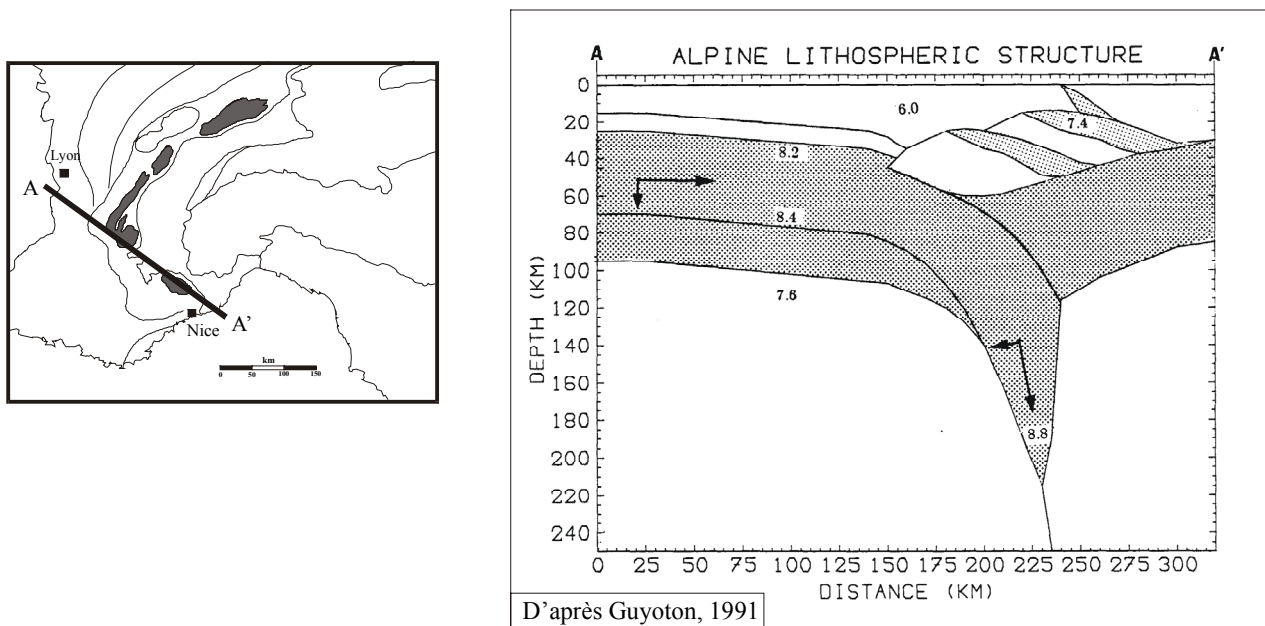 Lyon
A
Nice
A'
km
0 50 100 150
A ALPINE LITHOSPHERIC STRUCTURE A'
0
20
40
60
80
100
120
140
160
180
200
220
240
DEPTH (KM)
6.0
7.4
8.2
8.4
7.6
8.8
0 25 50 75 100 125 150 175 200 225 250 275 300
DISTANCE (KM)
D'après Guyoton, 1991